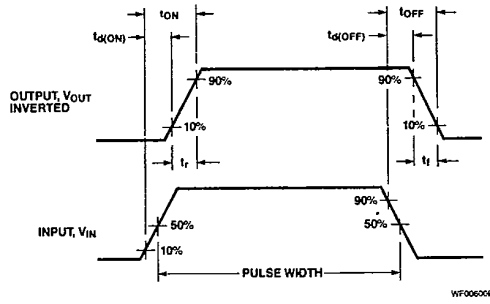 tON
tOFF
td(ON)
td(OFF)
OUTPUT, VOUT
INVERTED
90%
90%
10%
10%
tr
tf
INPUT, VIN
90%
50%
50%
10%
PULSE WIDTH